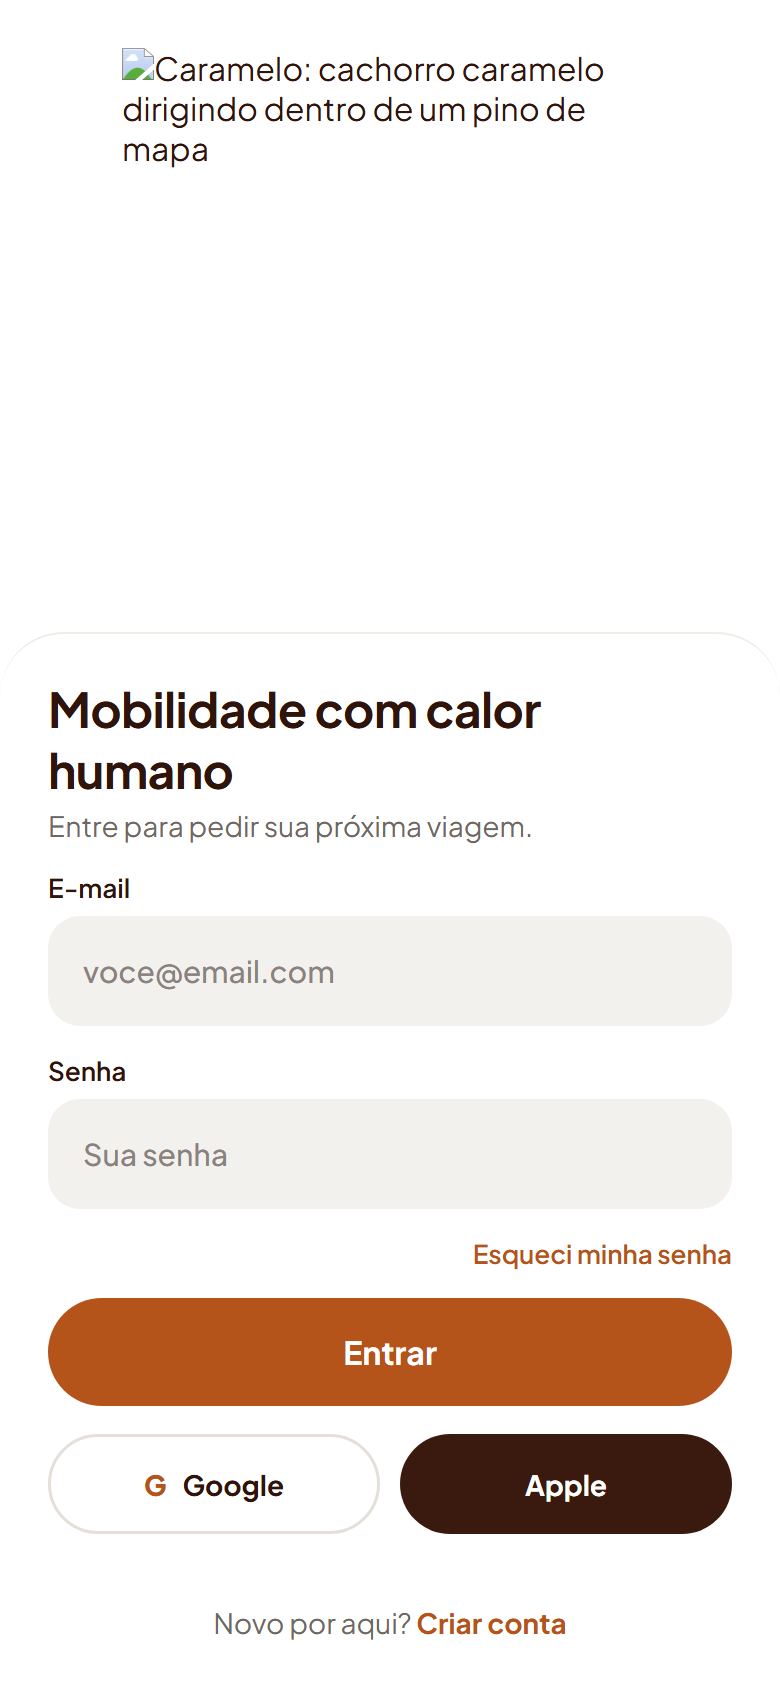 Caramelo: cachorro caramelo
dirigindo dentro de um pino de
mapa
Mobilidade com calor
humano
Entre para pedir sua próxima viagem.
E-mail
voce@email.com
Senha
Sua senha
Esqueci minha senha
Entrar
G Google
Apple
Novo por aqui? Criar conta